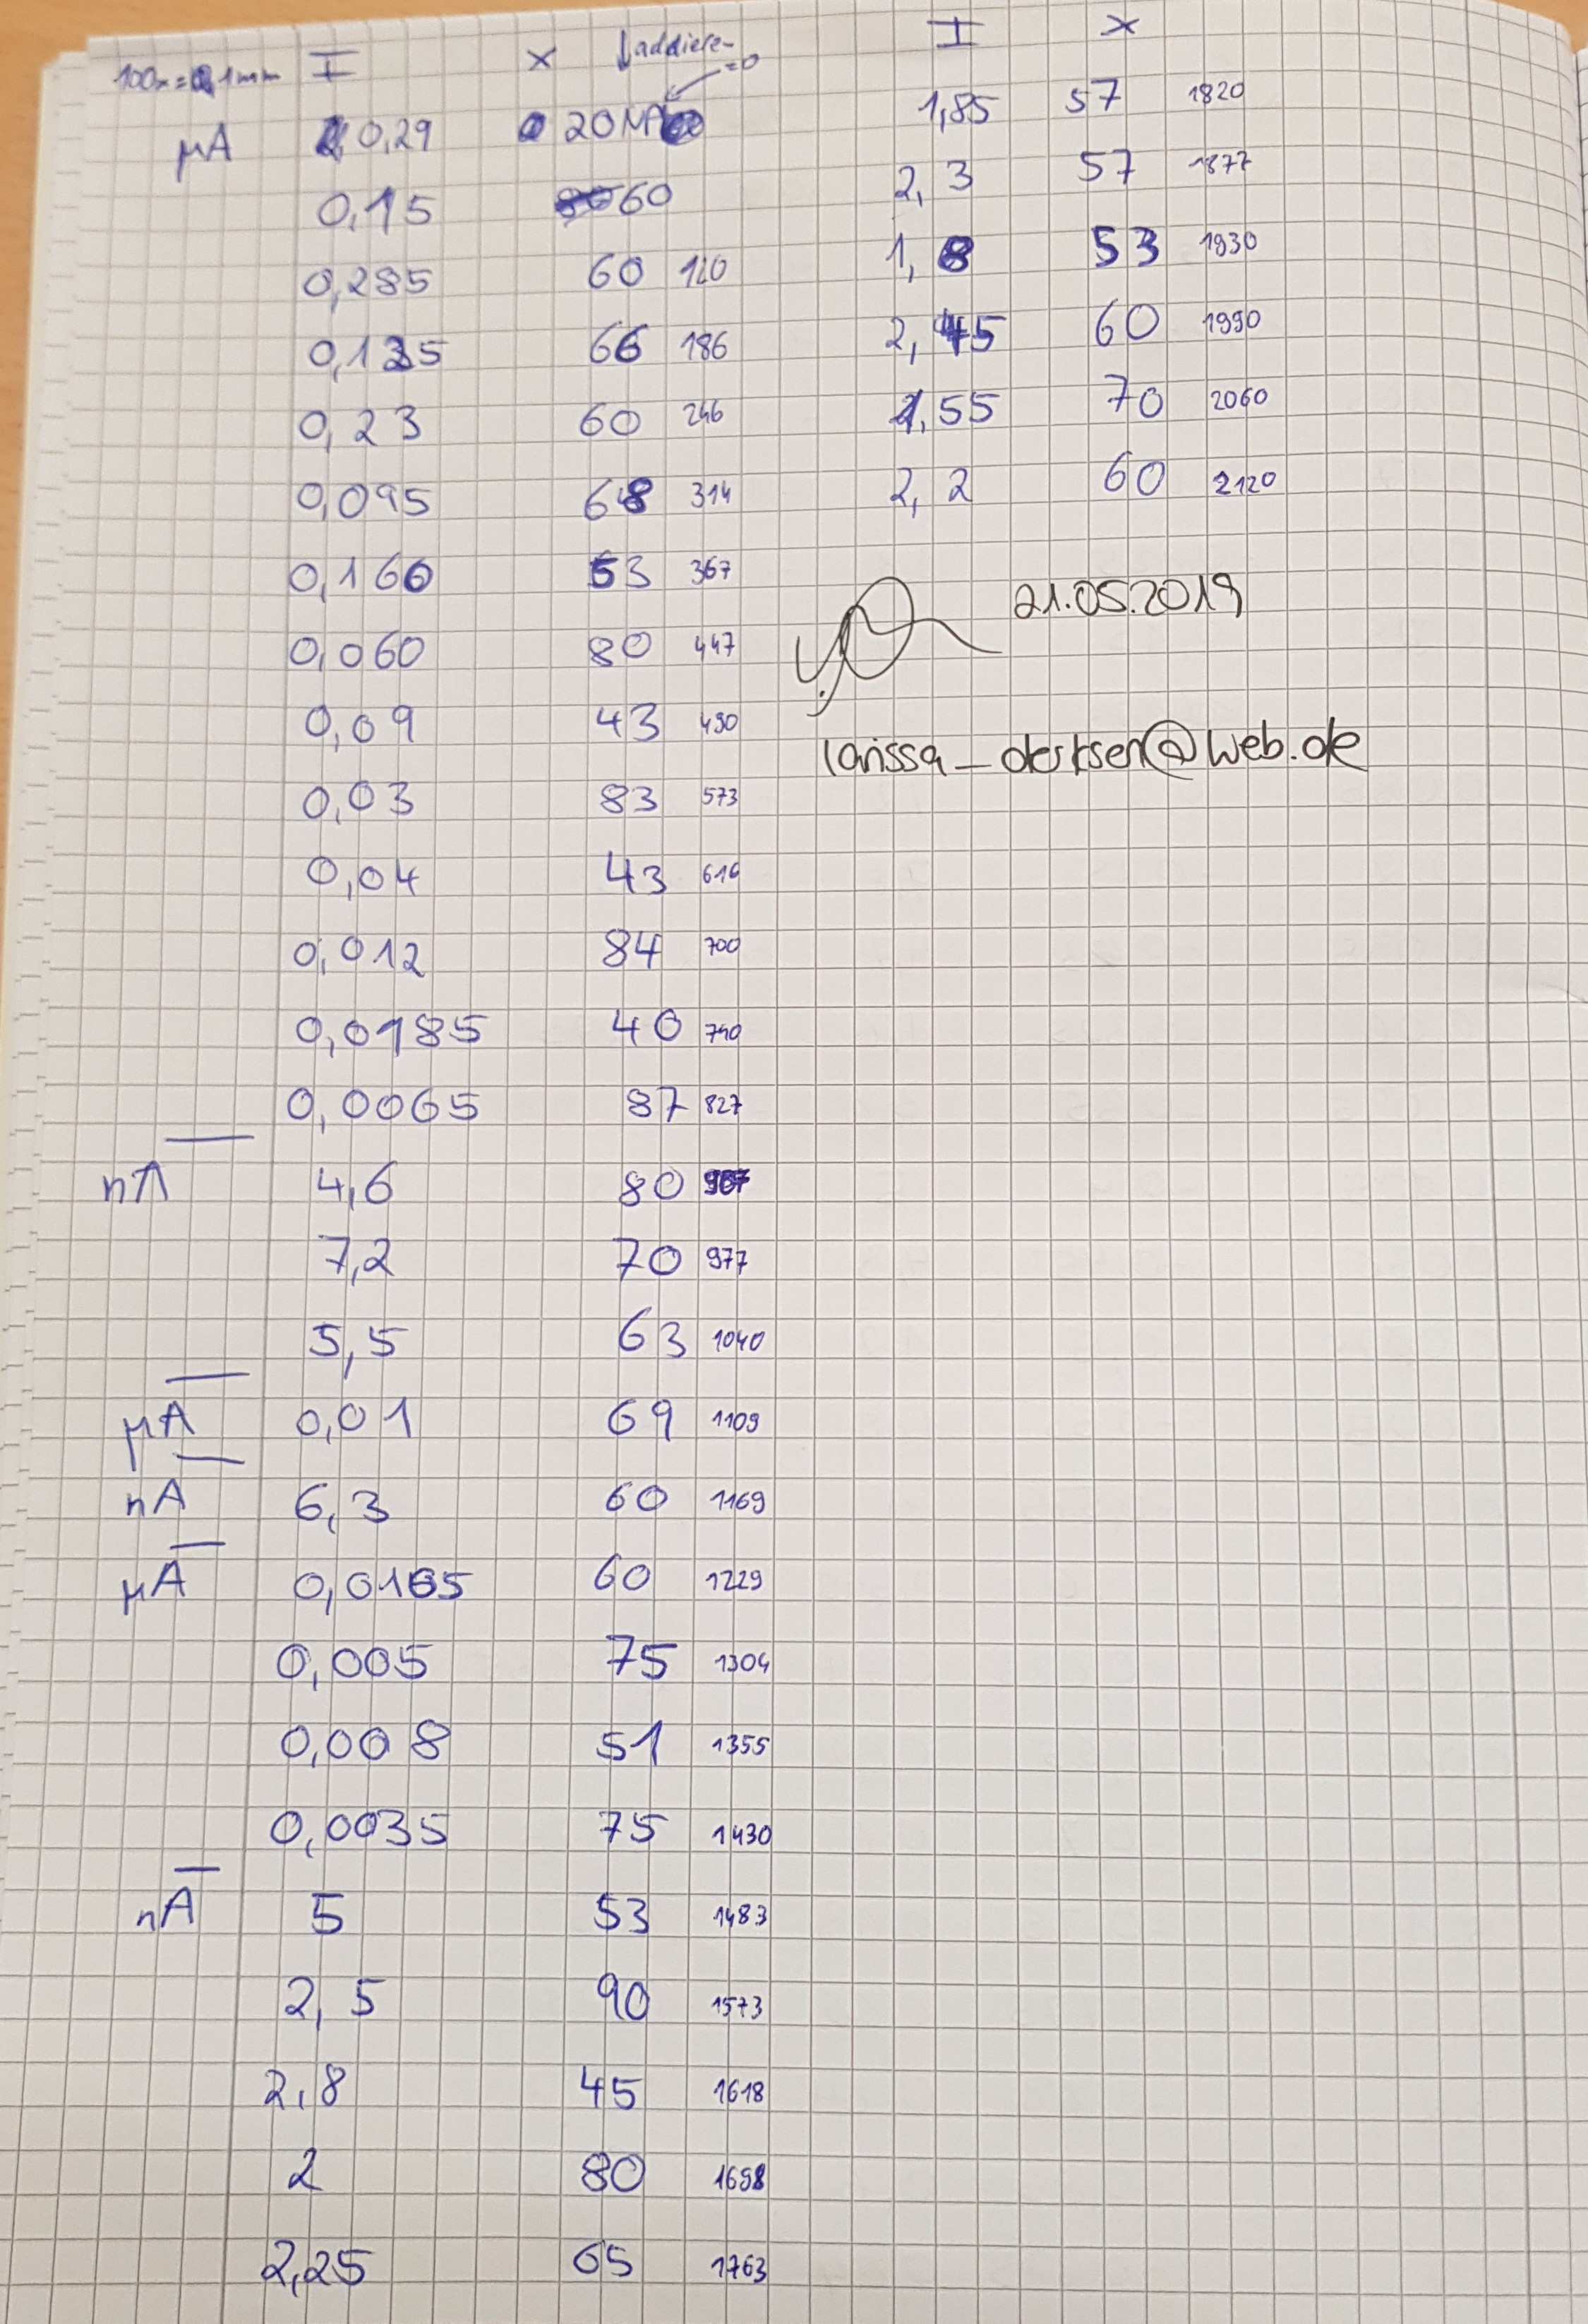 100x = 0,1mm I x ↓addiere-
=0
µA 0,29 20 MA
0,15 80 60
0,285 60 120
0,125 66 186
0,23 60 246
0,095 68 314
0,166 53 367
0,060 80 447
0,09 43 490
0,03 83 573
0,04 43 616
0,012 84 700
0,0185 40 740
0,0065 87 827
nA 4,6 80 907
7,2 70 977
5,5 63 1040
µA 0,01 69 1109
nA 6,3 60 1169
µA 0,0165 60 1229
0,005 75 1304
0,008 51 1355
0,0035 75 1430
nA 5 53 1483
2,5 90 1573
2,8 45 1618
2 80 1698
2,25 65 1763
I x
1,85 57 1820
2,3 57 1877
1,8 53 1930
2,45 60 1990
1,55 70 2060
2,2 60 2120
21.05.2019
larissa_derksen@web.de